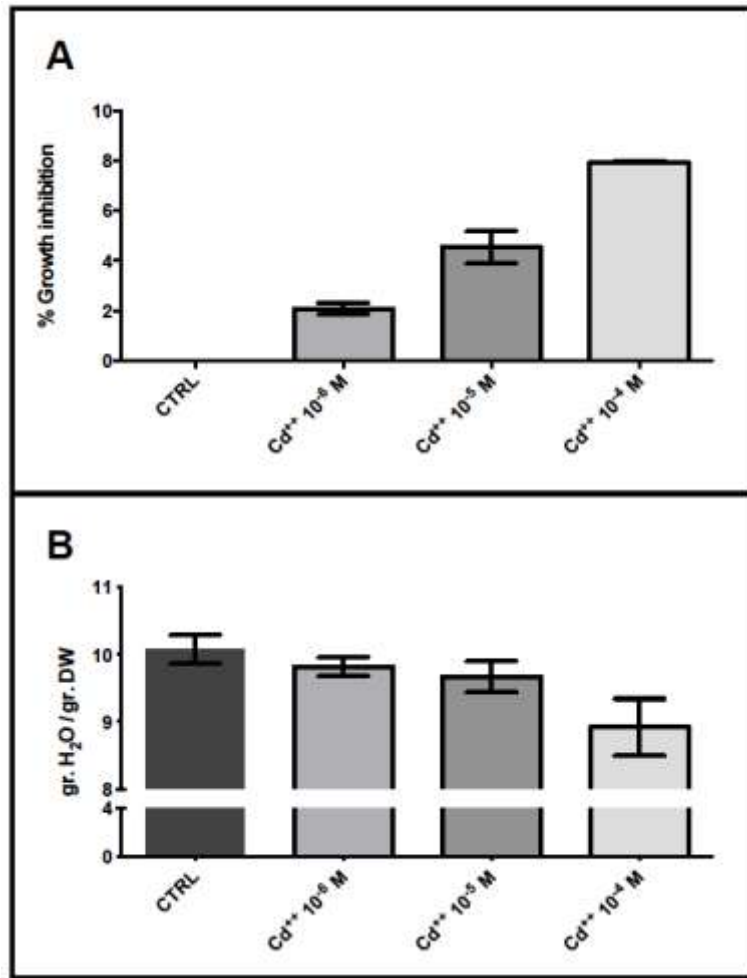 A
% Growth inhibition
10
8
6
4
2
0
CTRL
Cd⁺⁺ 10⁻⁶ M
Cd⁺⁺ 10⁻⁵ M
Cd⁺⁺ 10⁻⁴ M
B
gr. H₂O / gr. DW
11
10
9
8
4
0
CTRL
Cd⁺⁺ 10⁻⁶ M
Cd⁺⁺ 10⁻⁵ M
Cd⁺⁺ 10⁻⁴ M